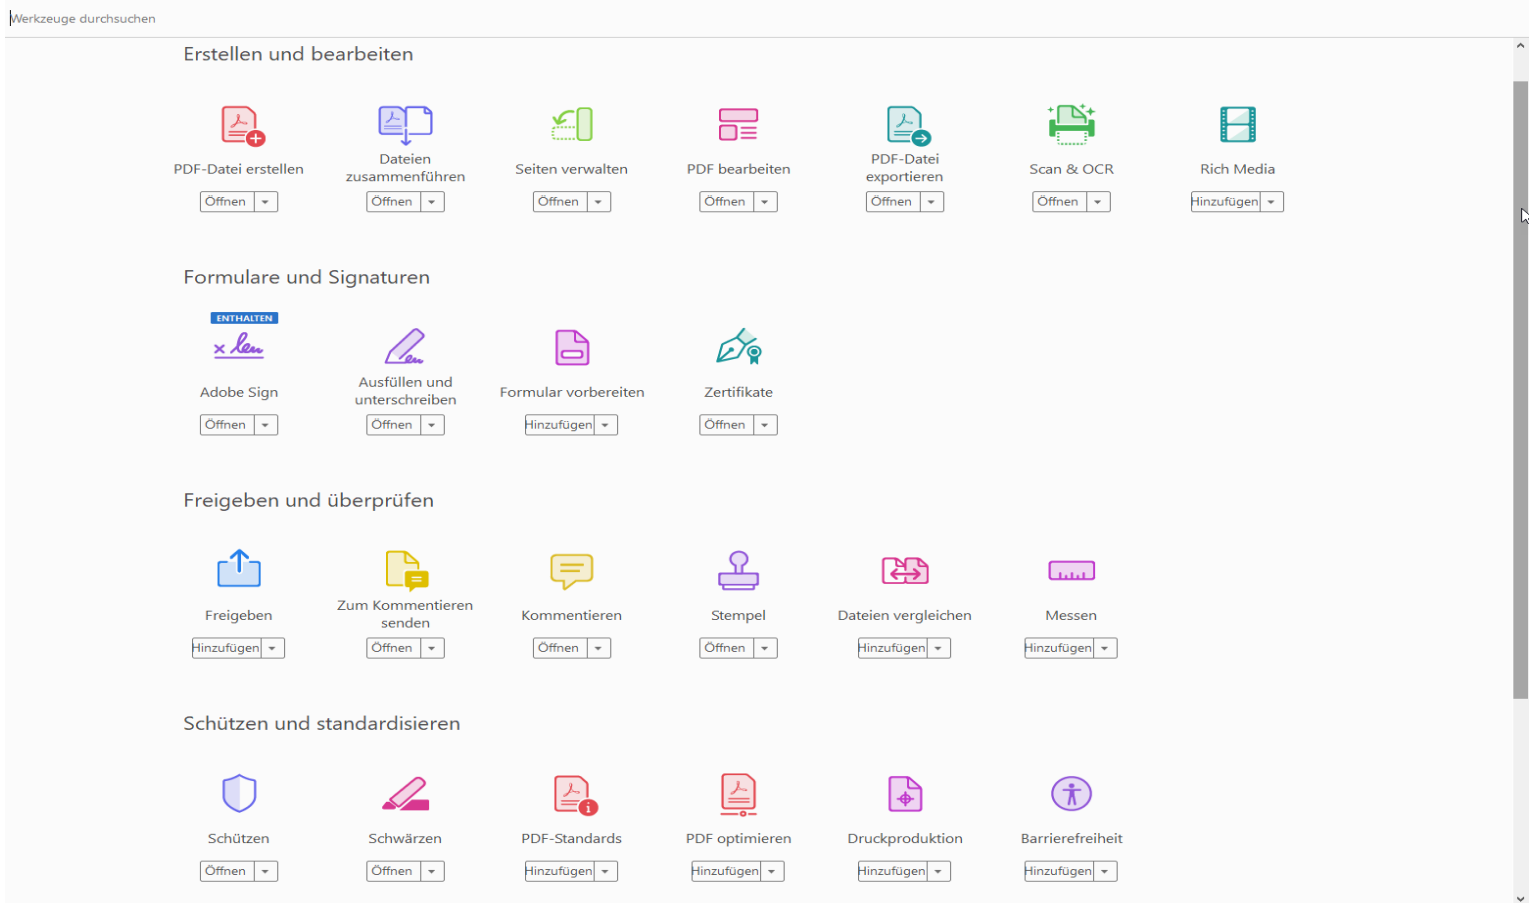 Werkzeuge durchsuchen
Erstellen und bearbeiten
PDF-Datei erstellen
Dateien
zusammenführen
Seiten verwalten
PDF bearbeiten
PDF-Datei
exportieren
Scan & OCR
Rich Media
Öffnen
Öffnen
Öffnen
Öffnen
Öffnen
Öffnen
Hinzufügen
Formulare und Signaturen
ENTHALTEN
Adobe Sign
Ausfüllen und
unterschreiben
Formular vorbereiten
Zertifikate
Öffnen
Öffnen
Hinzufügen
Öffnen
Freigeben und überprüfen
Freigeben
Zum Kommentieren
senden
Kommentieren
Stempel
Dateien vergleichen
Messen
Hinzufügen
Öffnen
Öffnen
Öffnen
Hinzufügen
Hinzufügen
Schützen und standardisieren
Schützen
Schwärzen
PDF-Standards
PDF optimieren
Druckproduktion
Barrierefreiheit
Öffnen
Öffnen
Hinzufügen
Hinzufügen
Hinzufügen
Hinzufügen